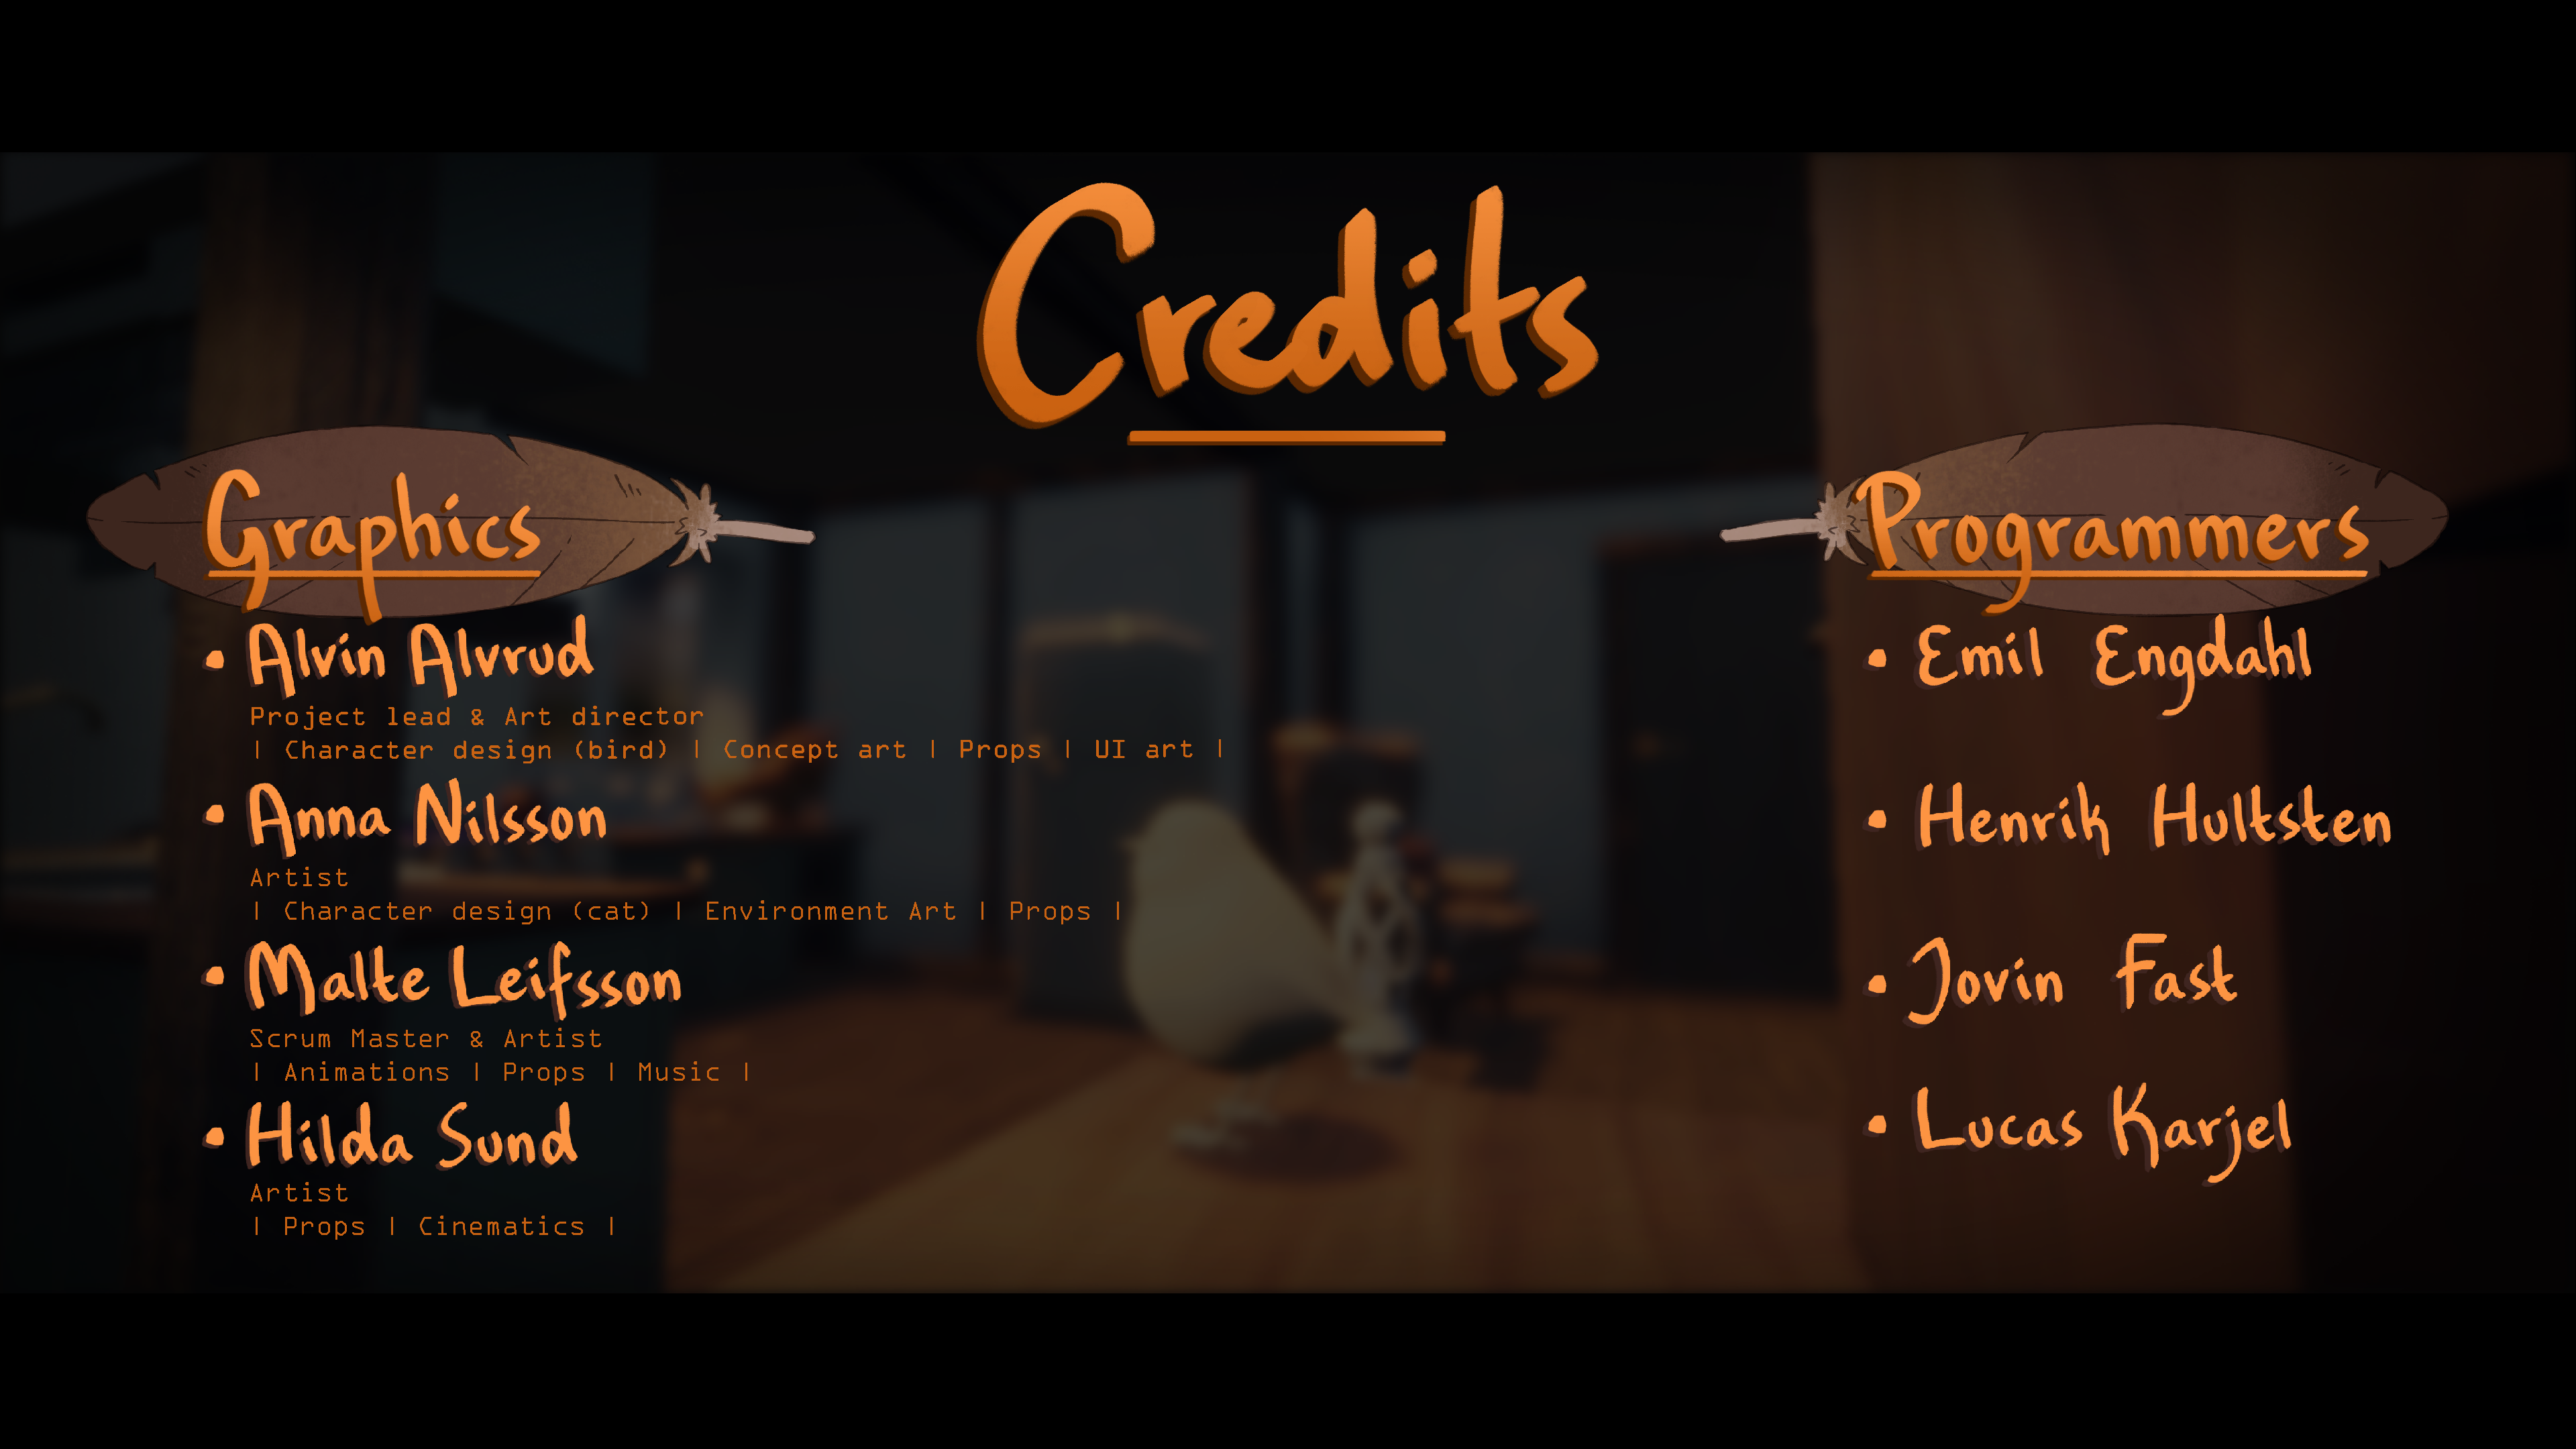 Credits
Graphics
• Alvin Alvrud
Project lead & Art director
| Character design (bird) | Concept art | Props | UI art |
• Anna Nilsson
Artist
| Character design (cat) | Environment Art | Props |
• Malte Leifsson
Scrum Master & Artist
| Animations | Props | Music |
• Hilda Sund
Artist
| Props | Cinematics |
Programmers
• Emil Engdahl
• Henrik Hultsten
• Jovin Fast
• Lucas Karjel